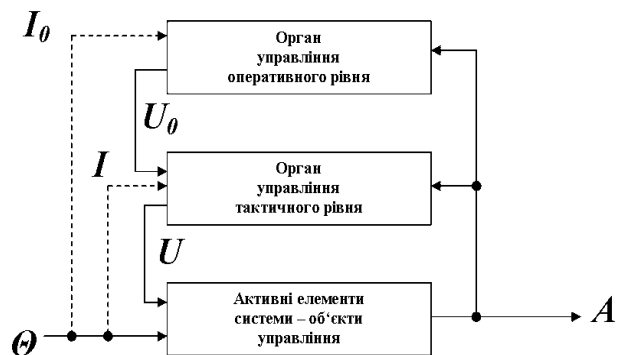 I₀
Орган
управління
оперативного рівня
U₀
I
Орган
управління
тактичного рівня
U
Активні елементи
системи – об‘єкти
управління
Θ
A